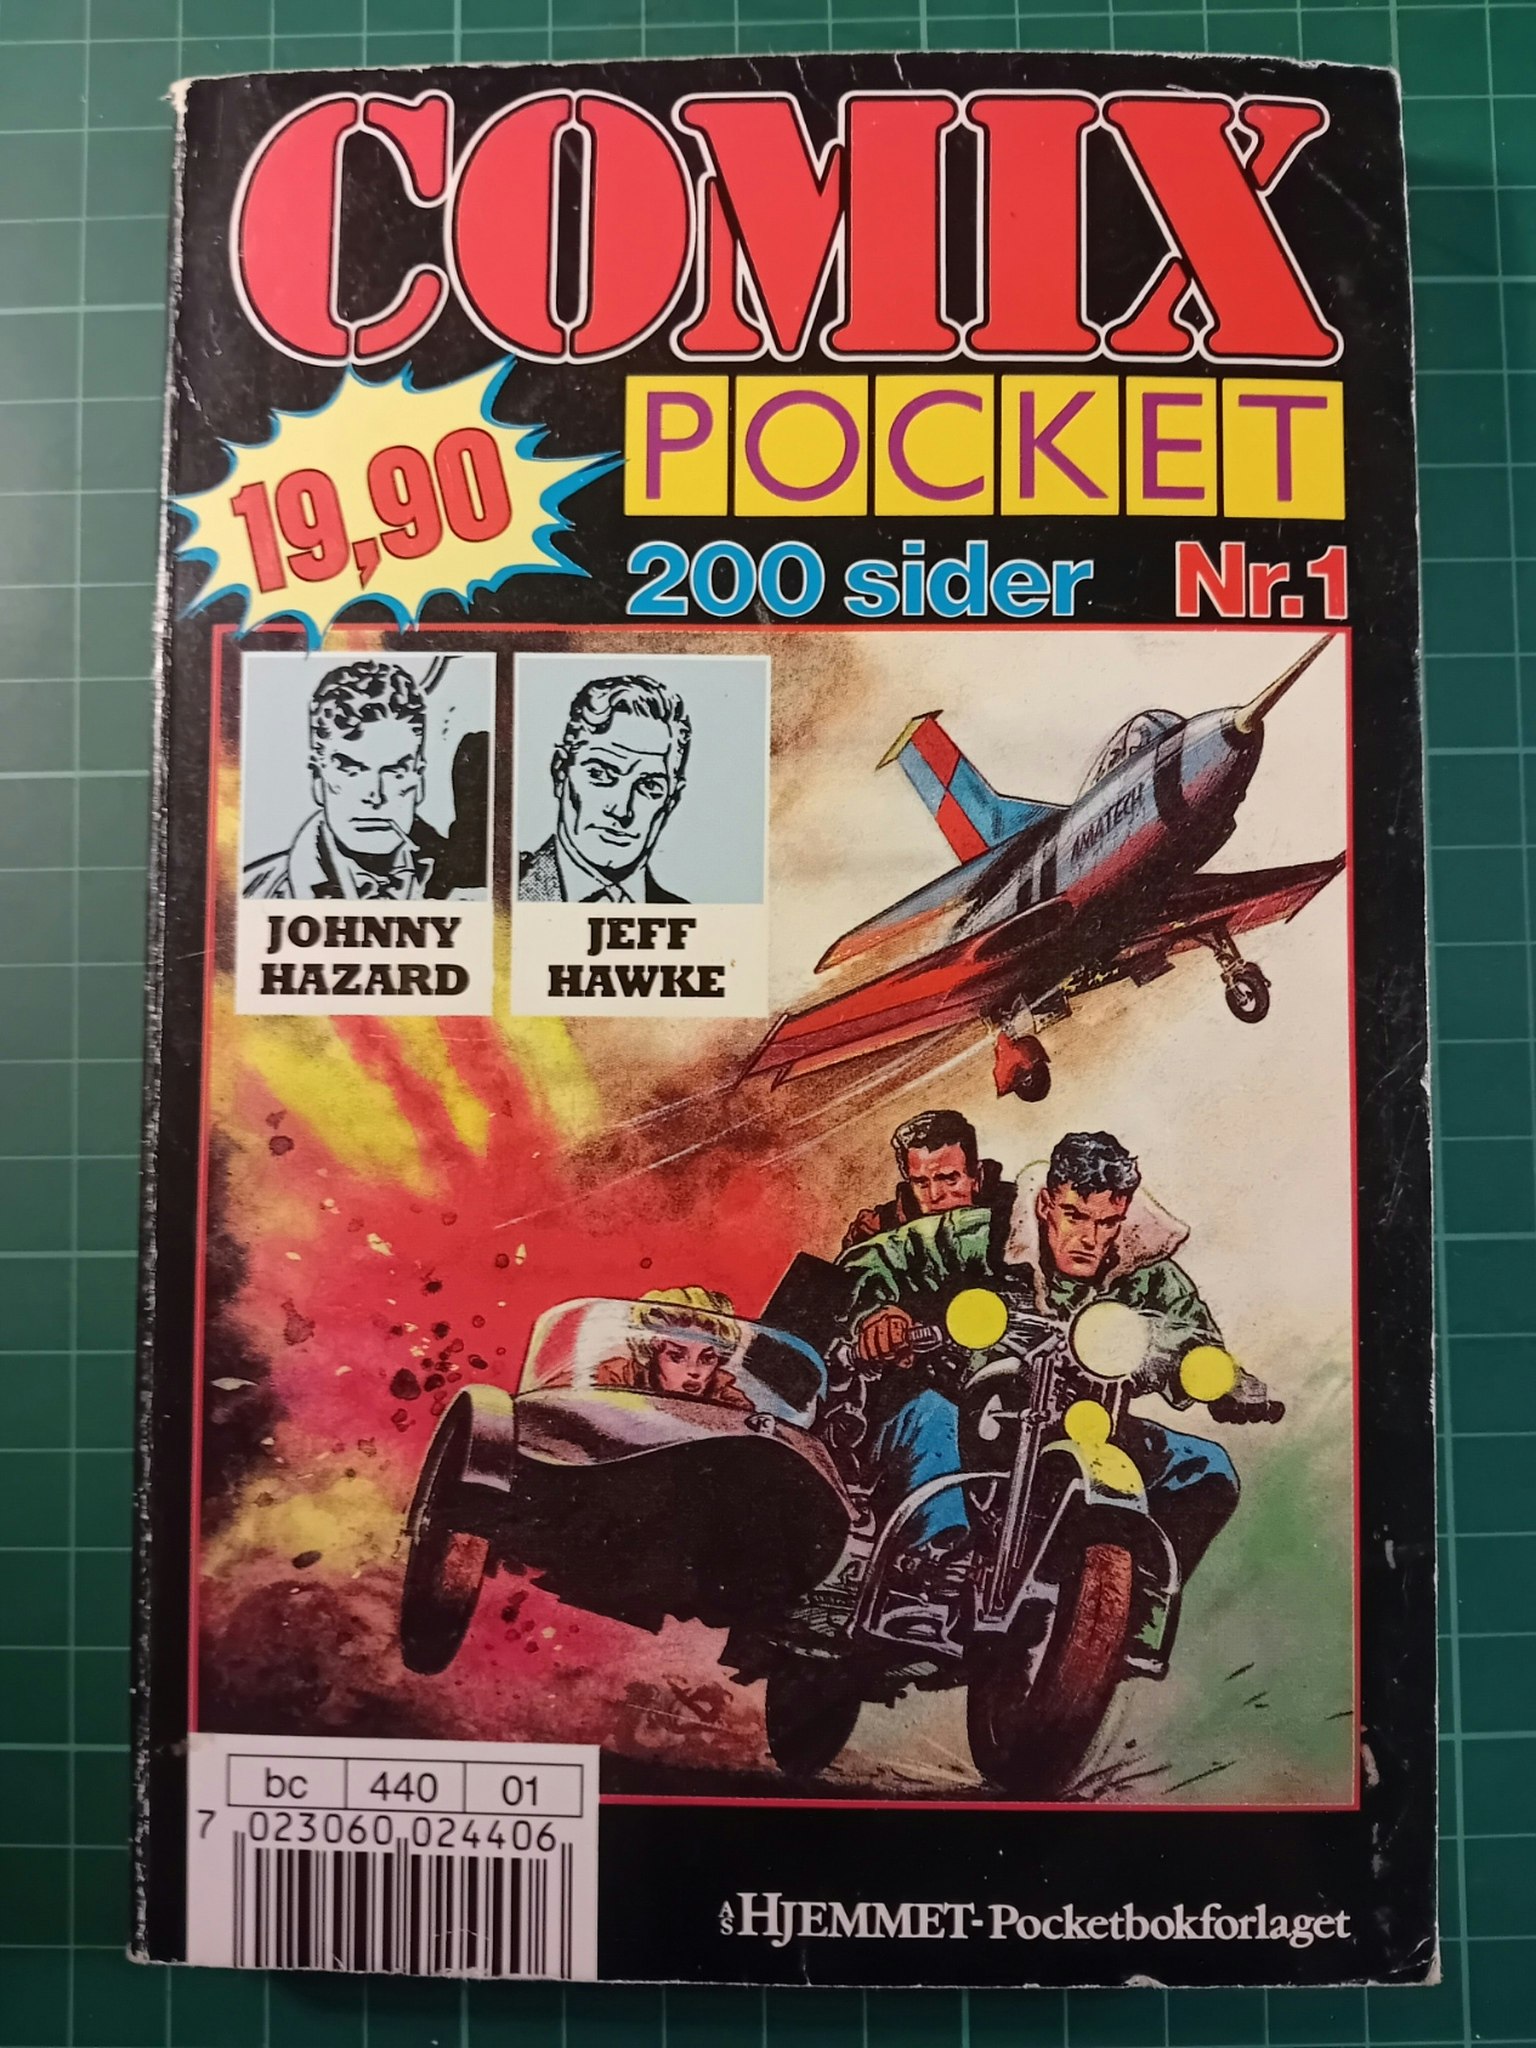 COMIX
POCKET
19,90
200 sider Nr.1
JOHNNY
HAZARD
JEFF
HAWKE
AMATECH
bc 440 01
7 023060 024406
A/S HJEMMET-Pocketbokforlaget